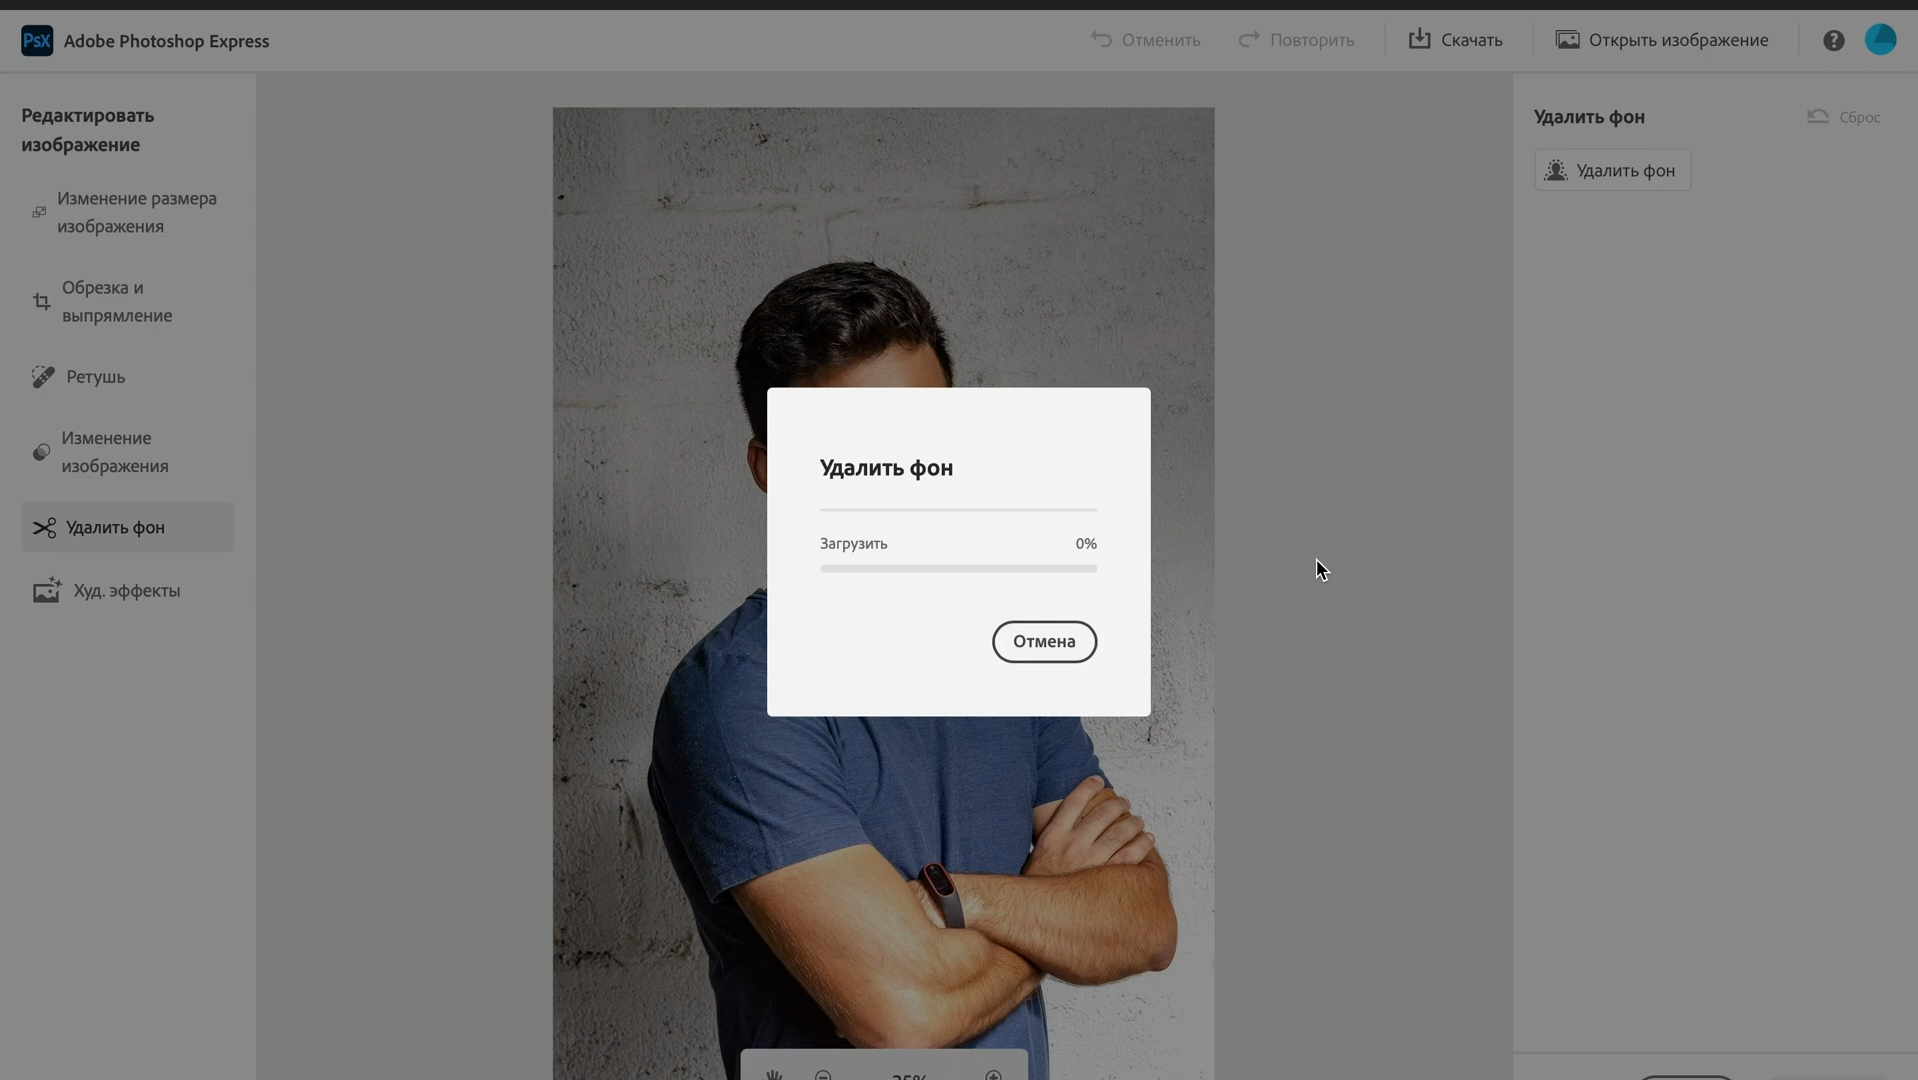 PsX Adobe Photoshop Express
Отменить
Повторить
Скачать
Открыть изображение
Редактировать
изображение
Изменение размера
изображения
Обрезка и
выпрямление
Ретушь
Изменение
изображения
Удалить фон
Худ. эффекты
Удалить фон
Загрузить 0%
Отмена
Удалить фон
Сброс
Удалить фон